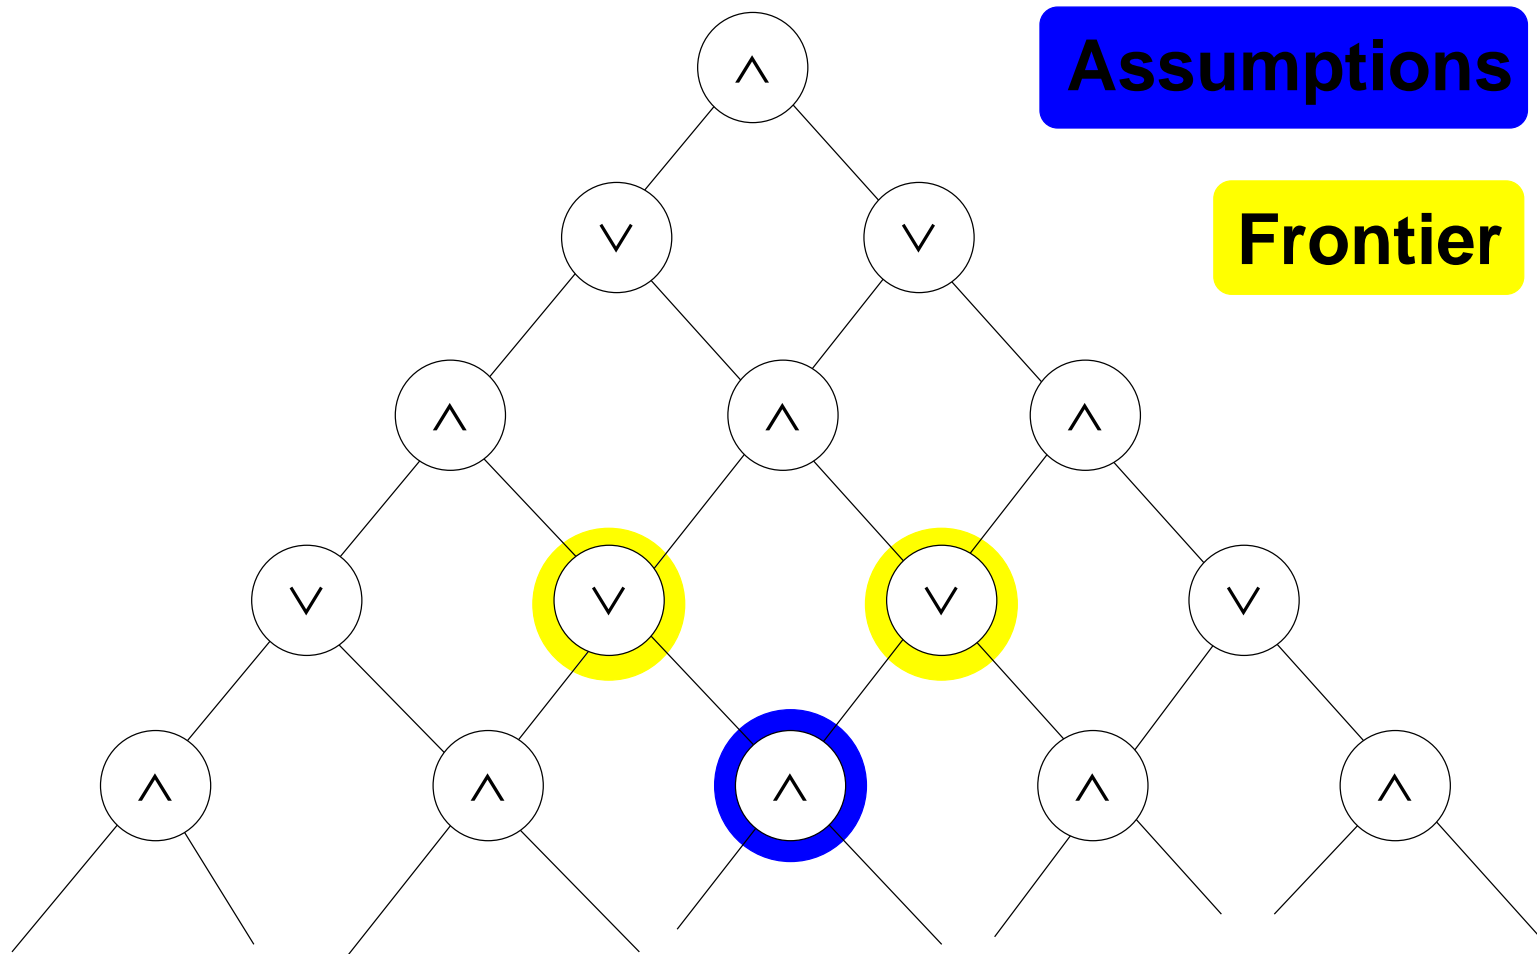 Assumptions
∧
Frontier
∨ ∨
∧ ∧ ∧
∨ ∨ ∨ ∨
∧ ∧ ∧ ∧ ∧